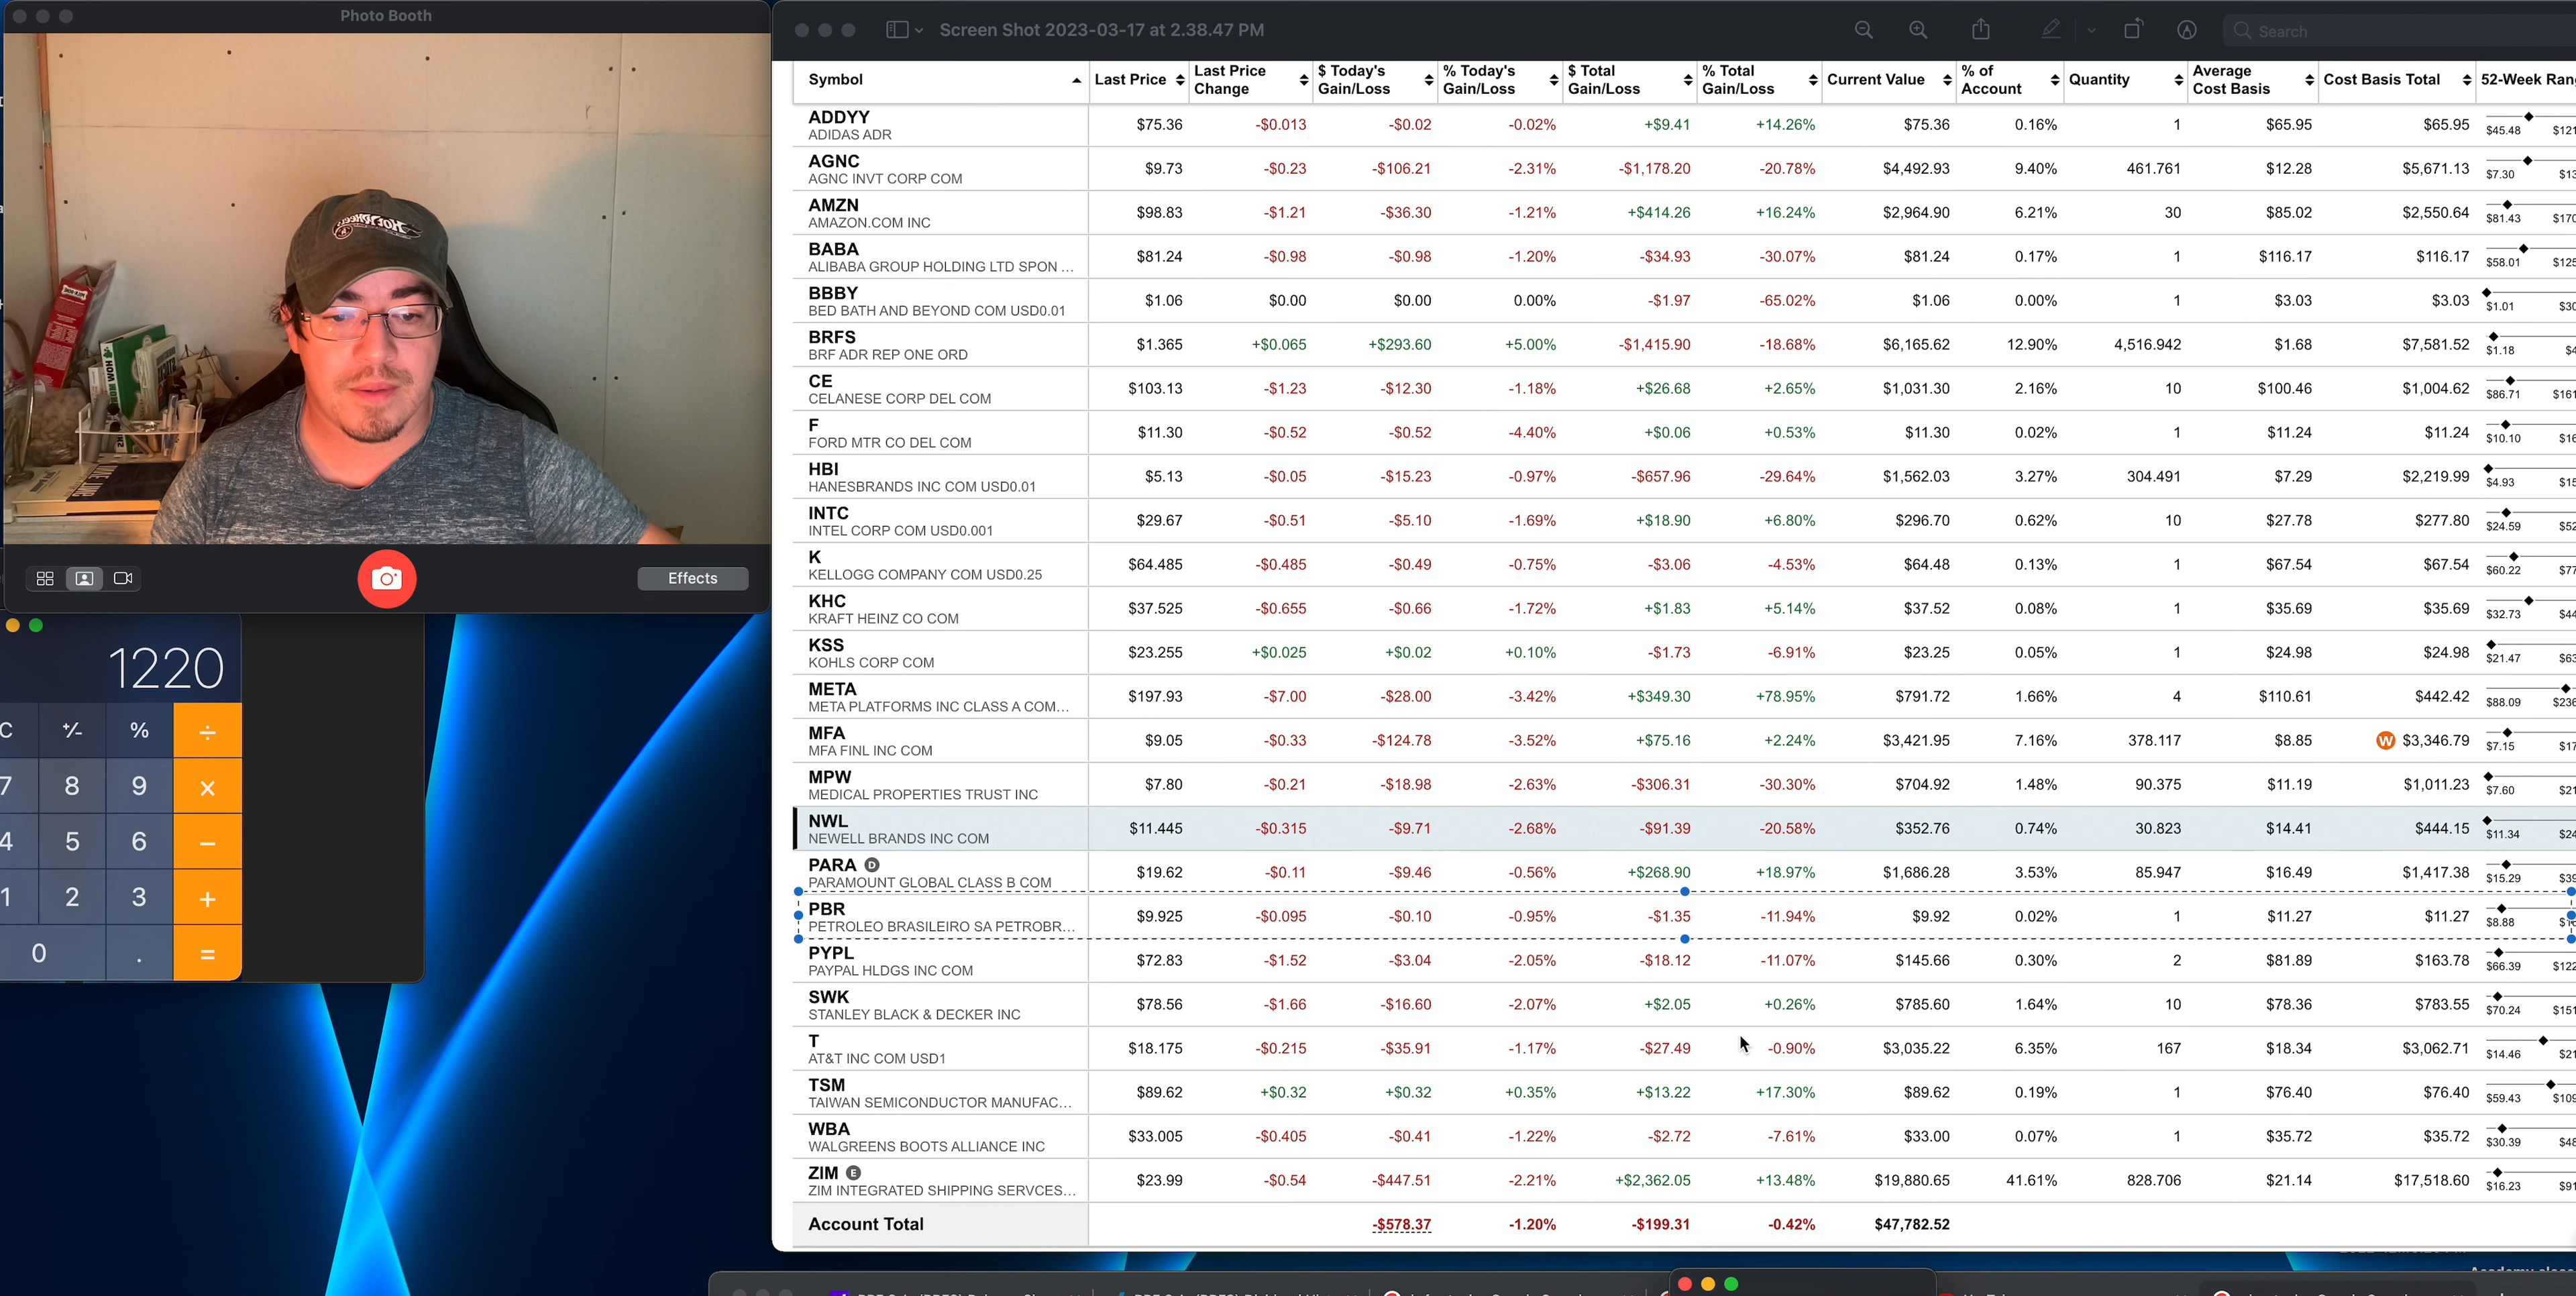 Photo Booth
Effects
1220
C +/- % ÷
7 8 9 ×
4 5 6 −
1 2 3 +
0 . =
Screen Shot 2023-03-17 at 2.38.47 PM
Search
Symbol Last Price Last Price Change $ Today's Gain/Loss % Today's Gain/Loss $ Total Gain/Loss % Total Gain/Loss Current Value % of Account Quantity Average Cost Basis Cost Basis Total 52-Week
ADDYY $75.36 -$0.013 -$0.02 -0.02% +$9.41 +14.26% $75.36 0.16% 1 $65.95 $65.95
ADIDAS ADR $45.48
AGNC $9.73 -$0.23 -$106.21 -2.31% -$1,178.20 -20.78% $4,492.93 9.40% 461.761 $12.28 $5,671.13
AGNC INVT CORP COM $7.30
AMZN $98.83 -$1.21 -$36.30 -1.21% +$414.26 +16.24% $2,964.90 6.21% 30 $85.02 $2,550.64
AMAZON.COM INC $81.43
BABA $81.24 -$0.98 -$0.98 -1.20% -$34.93 -30.07% $81.24 0.17% 1 $116.17 $116.17
ALIBABA GROUP HOLDING LTD SPON ... $58.01
BBBY $1.06 $0.00 $0.00 0.00% -$1.97 -65.02% $1.06 0.00% 1 $3.03 $3.03
BED BATH AND BEYOND COM USD0.01 $1.01
BRFS $1.365 +$0.065 +$293.60 +5.00% -$1,415.90 -18.68% $6,165.62 12.90% 4,516.942 $1.68 $7,581.52
BRF ADR REP ONE ORD $1.18
CE $103.13 -$1.23 -$12.30 -1.18% +$26.68 +2.65% $1,031.30 2.16% 10 $100.46 $1,004.62
CELANESE CORP DEL COM $86.71
F $11.30 -$0.52 -$0.52 -4.40% +$0.06 +0.53% $11.30 0.02% 1 $11.24 $11.24
FORD MTR CO DEL COM $10.10
HBI $5.13 -$0.05 -$15.23 -0.97% -$657.96 -29.64% $1,562.03 3.27% 304.491 $7.29 $2,219.99
HANESBRANDS INC COM USD0.01 $4.93
INTC $29.67 -$0.51 -$5.10 -1.69% +$18.90 +6.80% $296.70 0.62% 10 $27.78 $277.80
INTEL CORP COM USD0.001 $24.59
K $64.485 -$0.485 -$0.49 -0.75% -$3.06 -4.53% $64.48 0.13% 1 $67.54 $67.54
KELLOGG COMPANY COM USD0.25 $60.22
KHC $37.525 -$0.655 -$0.66 -1.72% +$1.83 +5.14% $37.52 0.08% 1 $35.69 $35.69
KRAFT HEINZ CO COM $32.73
KSS $23.255 +$0.025 +$0.02 +0.10% -$1.73 -6.91% $23.25 0.05% 1 $24.98 $24.98
KOHLS CORP COM $21.47
META $197.93 -$7.00 -$28.00 -3.42% +$349.30 +78.95% $791.72 1.66% 4 $110.61 $442.42
META PLATFORMS INC CLASS A COM... $88.09
MFA $9.05 -$0.33 -$124.78 -3.52% +$75.16 +2.24% $3,421.95 7.16% 378.117 $8.85 W $3,346.79
MFA FINL INC COM $7.15
MPW $7.80 -$0.21 -$18.98 -2.63% -$306.31 -30.30% $704.92 1.48% 90.375 $11.19 $1,011.23
MEDICAL PROPERTIES TRUST INC $7.60
NWL $11.445 -$0.315 -$9.71 -2.68% -$91.39 -20.58% $352.76 0.74% 30.823 $14.41 $444.15
NEWELL BRANDS INC COM $11.34
PARA D $19.62 -$0.11 -$9.46 -0.56% +$268.90 +18.97% $1,686.28 3.53% 85.947 $16.49 $1,417.38
PARAMOUNT GLOBAL CLASS B COM $15.29
PBR $9.925 -$0.095 -$0.10 -0.95% -$1.35 -11.94% $9.92 0.02% 1 $11.27 $11.27
PETROLEO BRASILEIRO SA PETROBR... $8.88
PYPL $72.83 -$1.52 -$3.04 -2.05% -$18.12 -11.07% $145.66 0.30% 2 $81.89 $163.78
PAYPAL HLDGS INC COM $66.39
SWK $78.56 -$1.66 -$16.60 -2.07% +$2.05 +0.26% $785.60 1.64% 10 $78.36 $783.55
STANLEY BLACK & DECKER INC $70.24
T $18.175 -$0.215 -$35.91 -1.17% -$27.49 -0.90% $3,035.22 6.35% 167 $18.34 $3,062.71
AT&T INC COM USD1 $14.46
TSM $89.62 +$0.32 +$0.32 +0.35% +$13.22 +17.30% $89.62 0.19% 1 $76.40 $76.40
TAIWAN SEMICONDUCTOR MANUFAC... $59.43
WBA $33.005 -$0.405 -$0.41 -1.22% -$2.72 -7.61% $33.00 0.07% 1 $35.72 $35.72
WALGREENS BOOTS ALLIANCE INC $30.39
ZIM E $23.99 -$0.54 -$447.51 -2.21% +$2,362.05 +13.48% $19,880.65 41.61% 828.706 $21.14 $17,518.60
ZIM INTEGRATED SHIPPING SERVCES... $16.23
Account Total -$578.37 -1.20% -$199.31 -0.42% $47,782.52